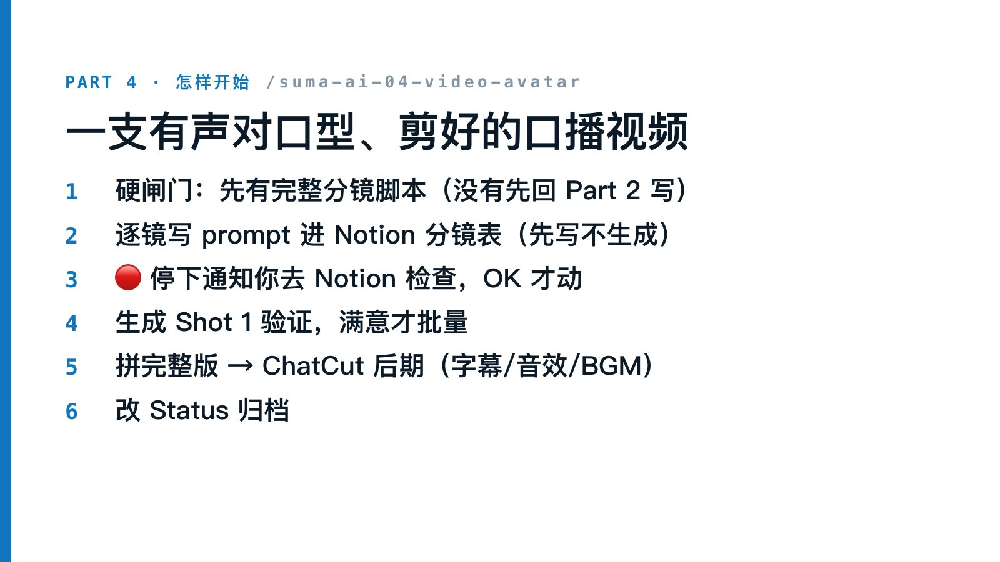 PART 4 · 怎样开始 /suma-ai-04-video-avatar
一支有声对口型、剪好的口播视频
1 硬闸门：先有完整分镜脚本（没有先回 Part 2 写）
2 逐镜写 prompt 进 Notion 分镜表（先写不生成）
3 🔴 停下通知你去 Notion 检查，OK 才动
4 生成 Shot 1 验证，满意才批量
5 拼完整版 → ChatCut 后期（字幕/音效/BGM）
6 改 Status 归档